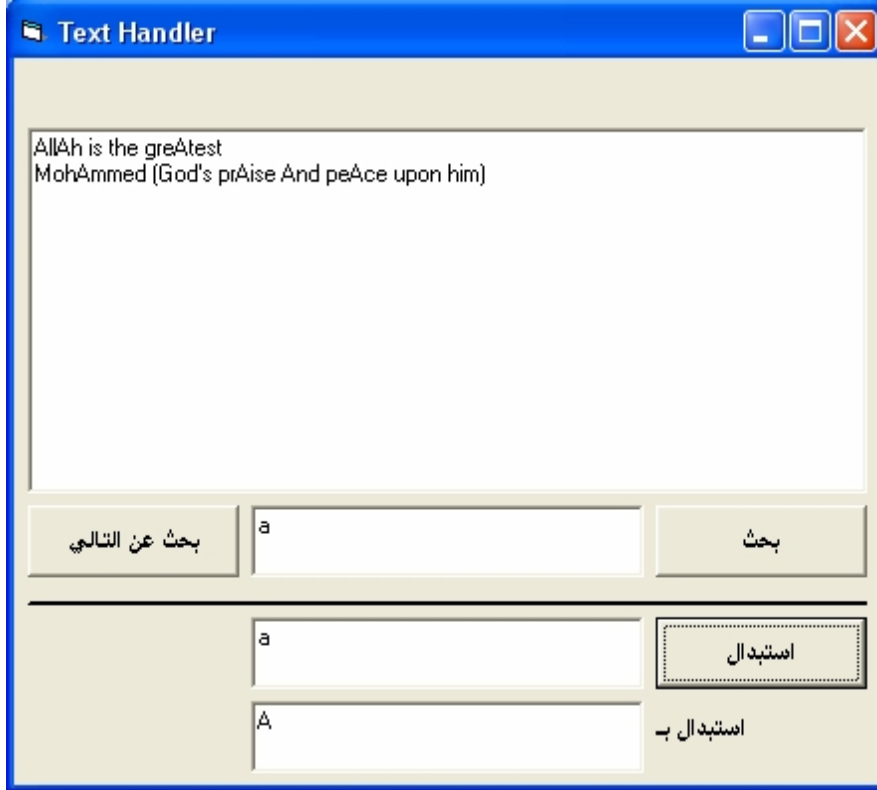 Text Handler
AllAh is the greAtest
MohAmmed (God's prAise And peAce upon him)
بحث
a
بحث عن التالي
استبدال
a
استبدال بـ
A